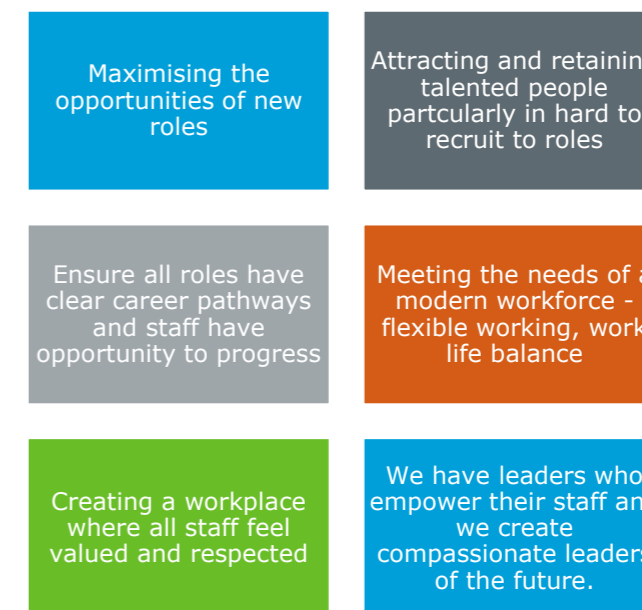 Maximising the
opportunities of new
roles
Attracting and retainin
talented people
partcularly in hard to
recruit to roles
Ensure all roles have
clear career pathways
and staff have
opportunity to progress
Meeting the needs of a
modern workforce -
flexible working, work
life balance
Creating a workplace
where all staff feel
valued and respected
We have leaders who
empower their staff an
we create
compassionate leaders
of the future.